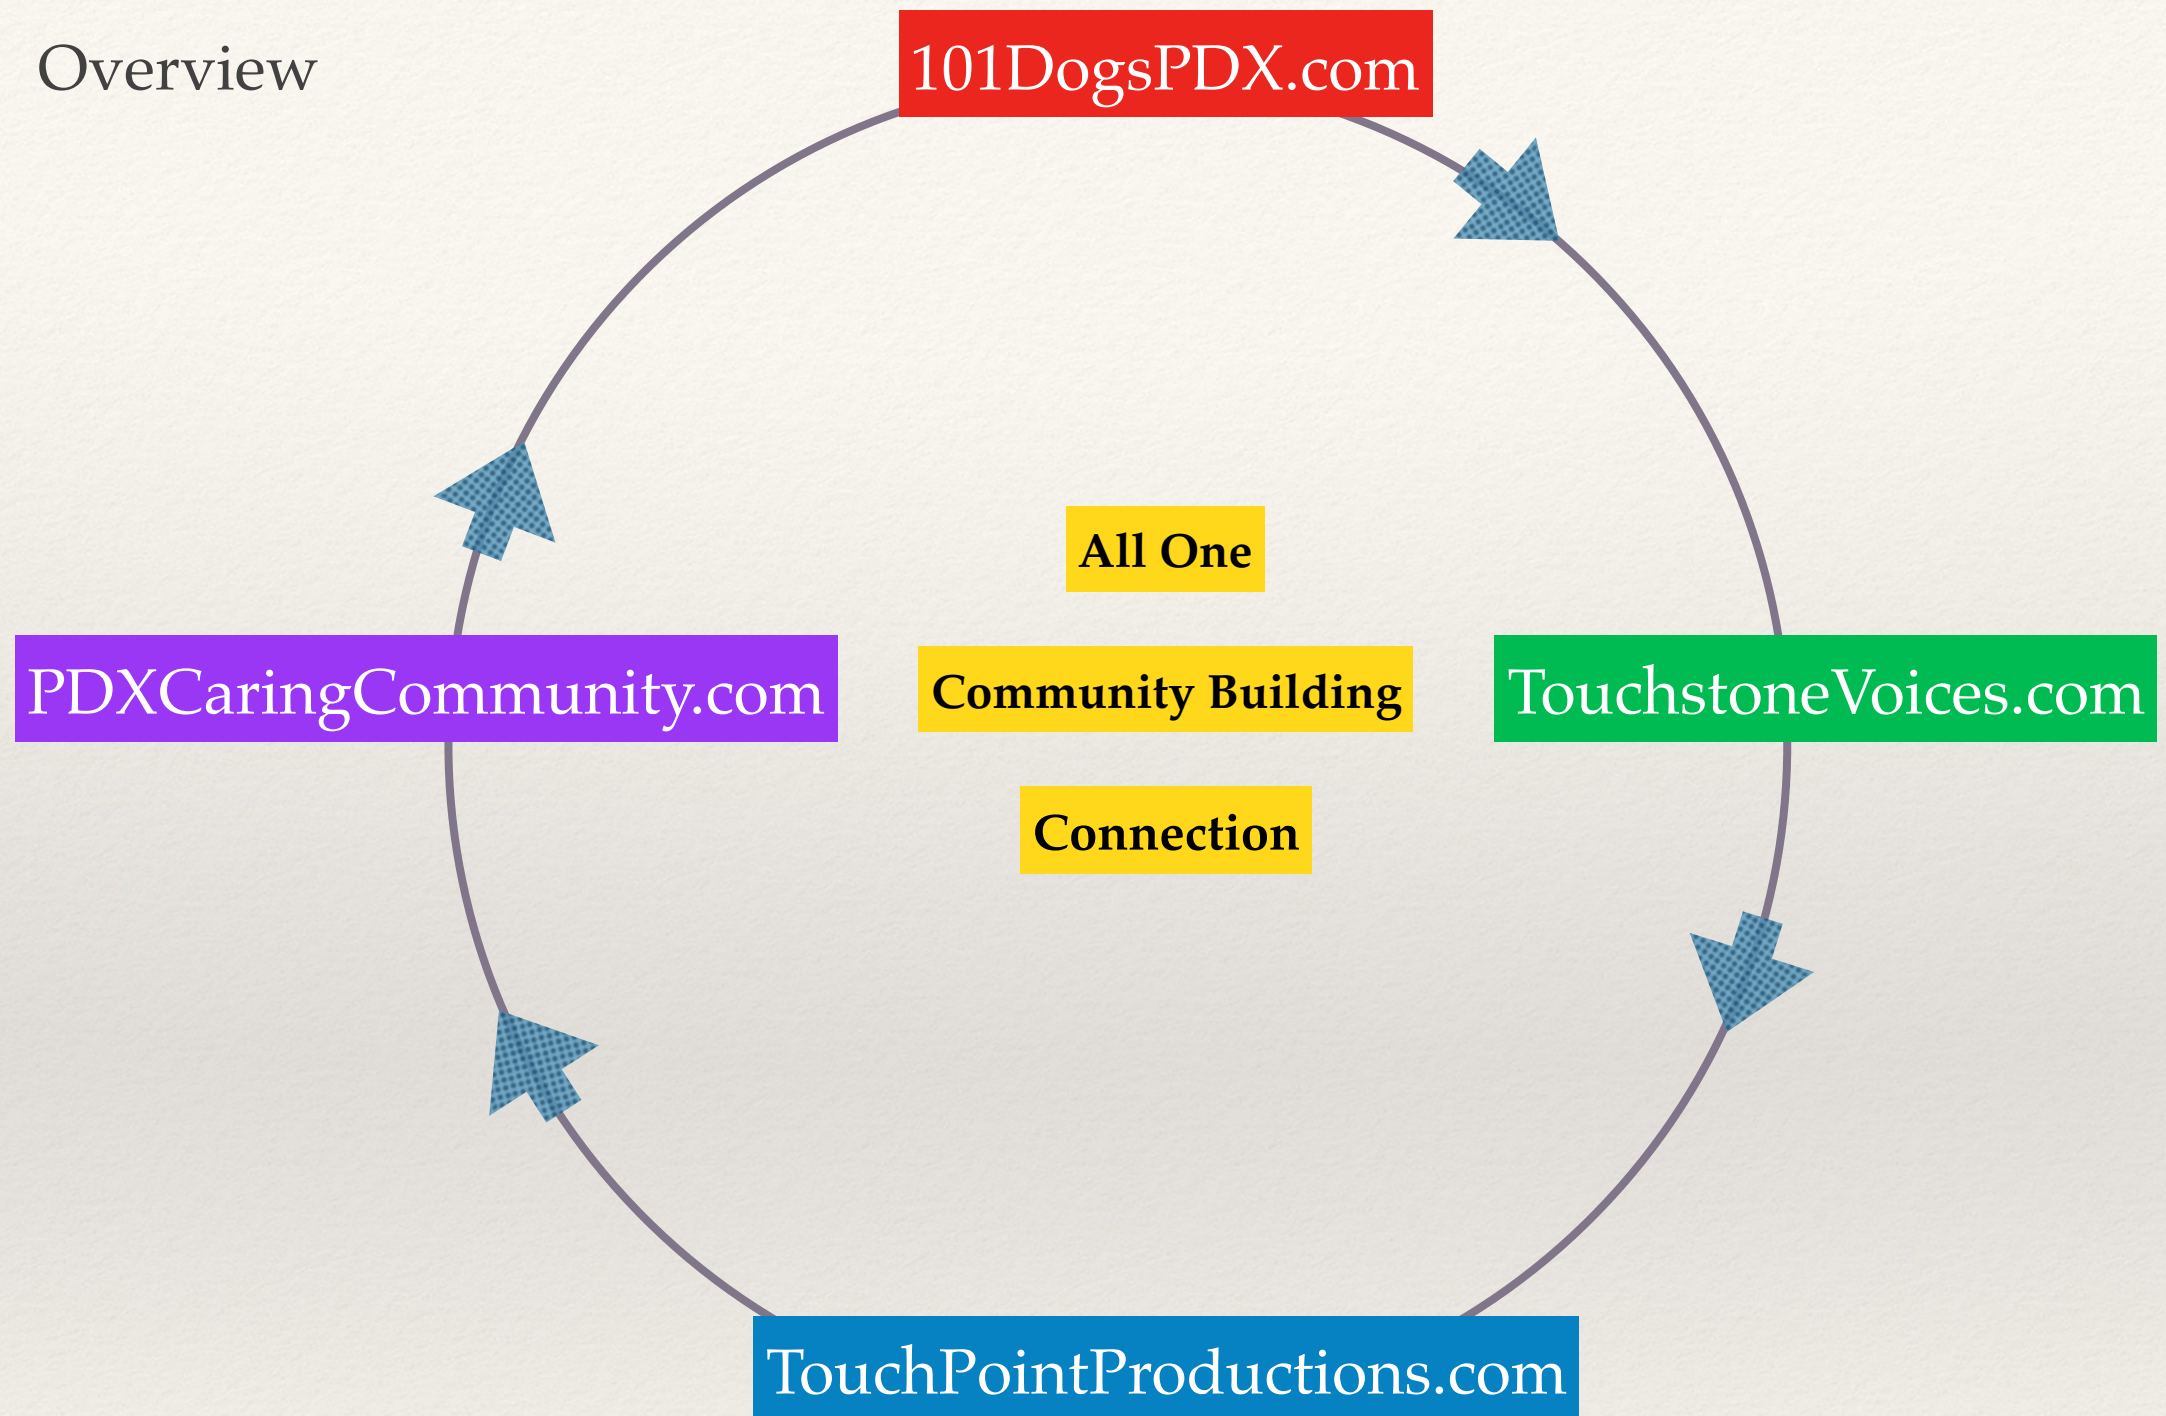 Overview
101DogsPDX.com
All One
PDXCaringCommunity.com
Community Building
TouchstoneVoices.com
Connection
TouchPointProductions.com